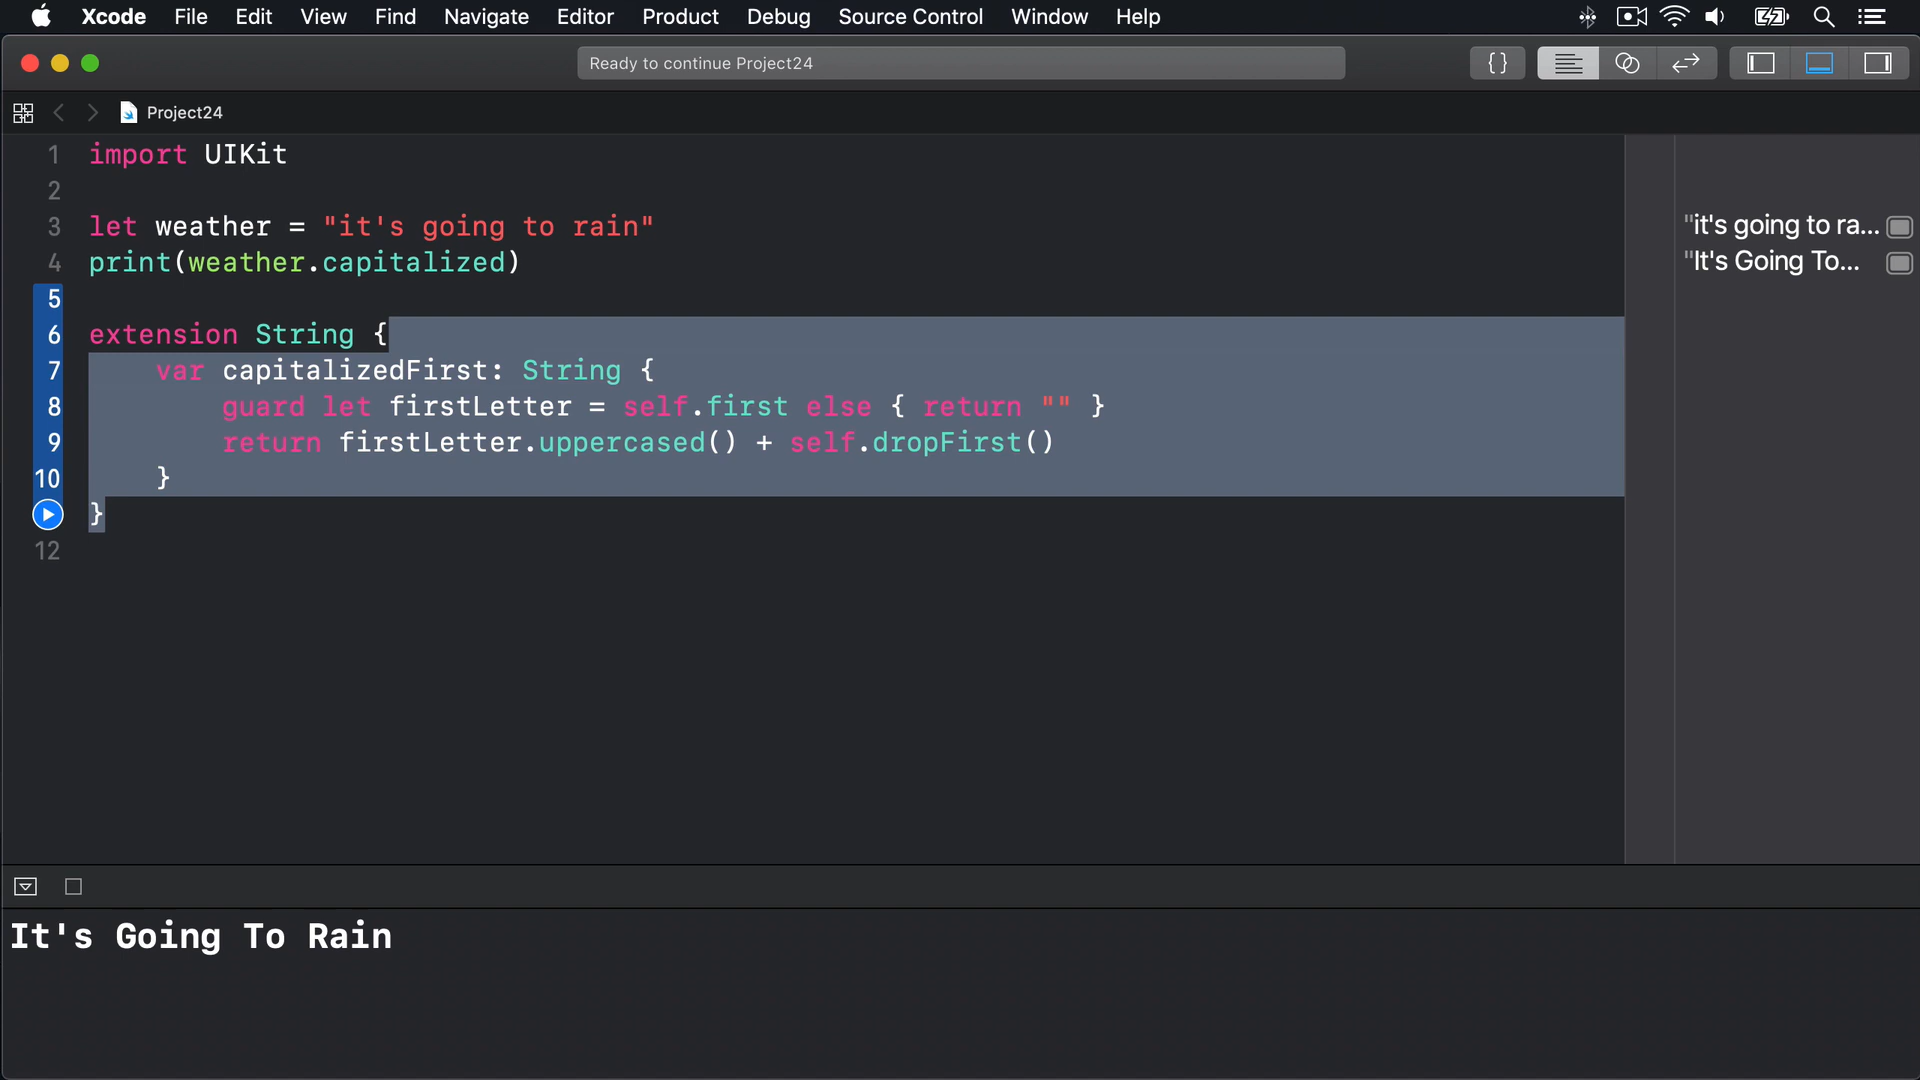 Xcode File Edit View Find Navigate Editor Product Debug Source Control Window Help
Ready to continue Project24
{ }
Project24
1 import UIKit
2
3 let weather = "it's going to rain"
"it's going to ra...
4 print(weather.capitalized)
"It's Going To...
5
6 extension String {
7 var capitalizedFirst: String {
8 guard let firstLetter = self.first else { return "" }
9 return firstLetter.uppercased() + self.dropFirst()
10 }
}
12
It's Going To Rain